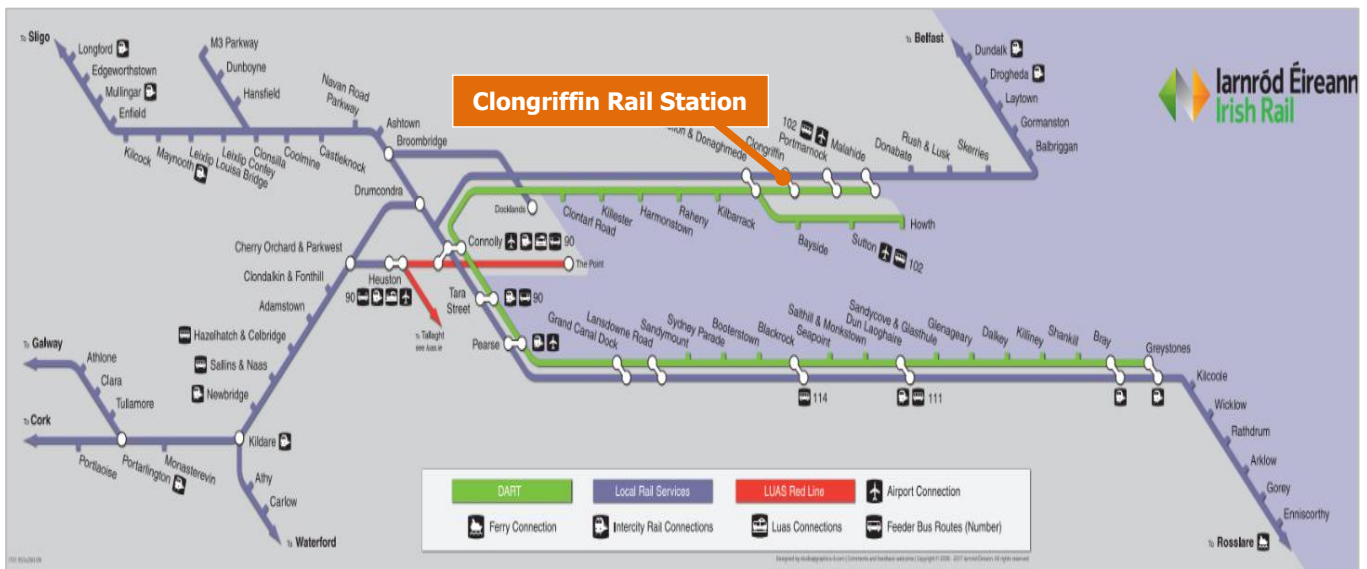 To Sligo
Longford
Edgeworthstown
Mullingar
Enfield
M3 Parkway
Dunboyne
Hansfield
Navan Road
Parkway
Ashtown
Broombridge
Kilcock
Maynooth
Leixlip
Louisa Bridge
Leixlip
Confey
Clonsilla
Coolmine
Castleknock
Drumcondra
Docklands
Clongriffin Rail Station
& Donaghmede
Clongriffin
Portmarnock
102
Malahide
Donabate
Rush & Lusk
Skerries
To Belfast
Dundalk
Drogheda
Laytown
Gormanston
Balbriggan
Iarnród Éireann
Irish Rail
Clontarf Road
Killester
Harmonstown
Raheny
Kilbarrack
Howth
Bayside
Sutton
102
Cherry Orchard & Parkwest
Clondalkin & Fonthill
Adamstown
Hazelhatch & Celbridge
Sallins & Naas
Newbridge
Kildare
Heuston
90
Connolly
90
The Point
To Tallaght
see luas.ie
Tara
Street
90
Pearse
Grand Canal Dock
Lansdowne
Road
Sandymount
Sydney Parade
Booterstown
Blackrock
Seapoint
Salthill & Monkstown
Dun Laoghaire
Sandycove & Glasthule
Glenageary
Dalkey
Killiney
Shankill
Bray
Greystones
114
111
Kilcoole
Wicklow
Rathdrum
Arklow
Gorey
Enniscorthy
To Rosslare
To Galway
Athlone
Clara
Tullamore
To Cork
Portlaoise
Portarlington
Monasterevin
Athy
Carlow
To Waterford
DART
Local Rail Services
LUAS Red Line
Airport Connection
Ferry Connection
Intercity Rail Connections
Luas Connections
Feeder Bus Routes (Number)